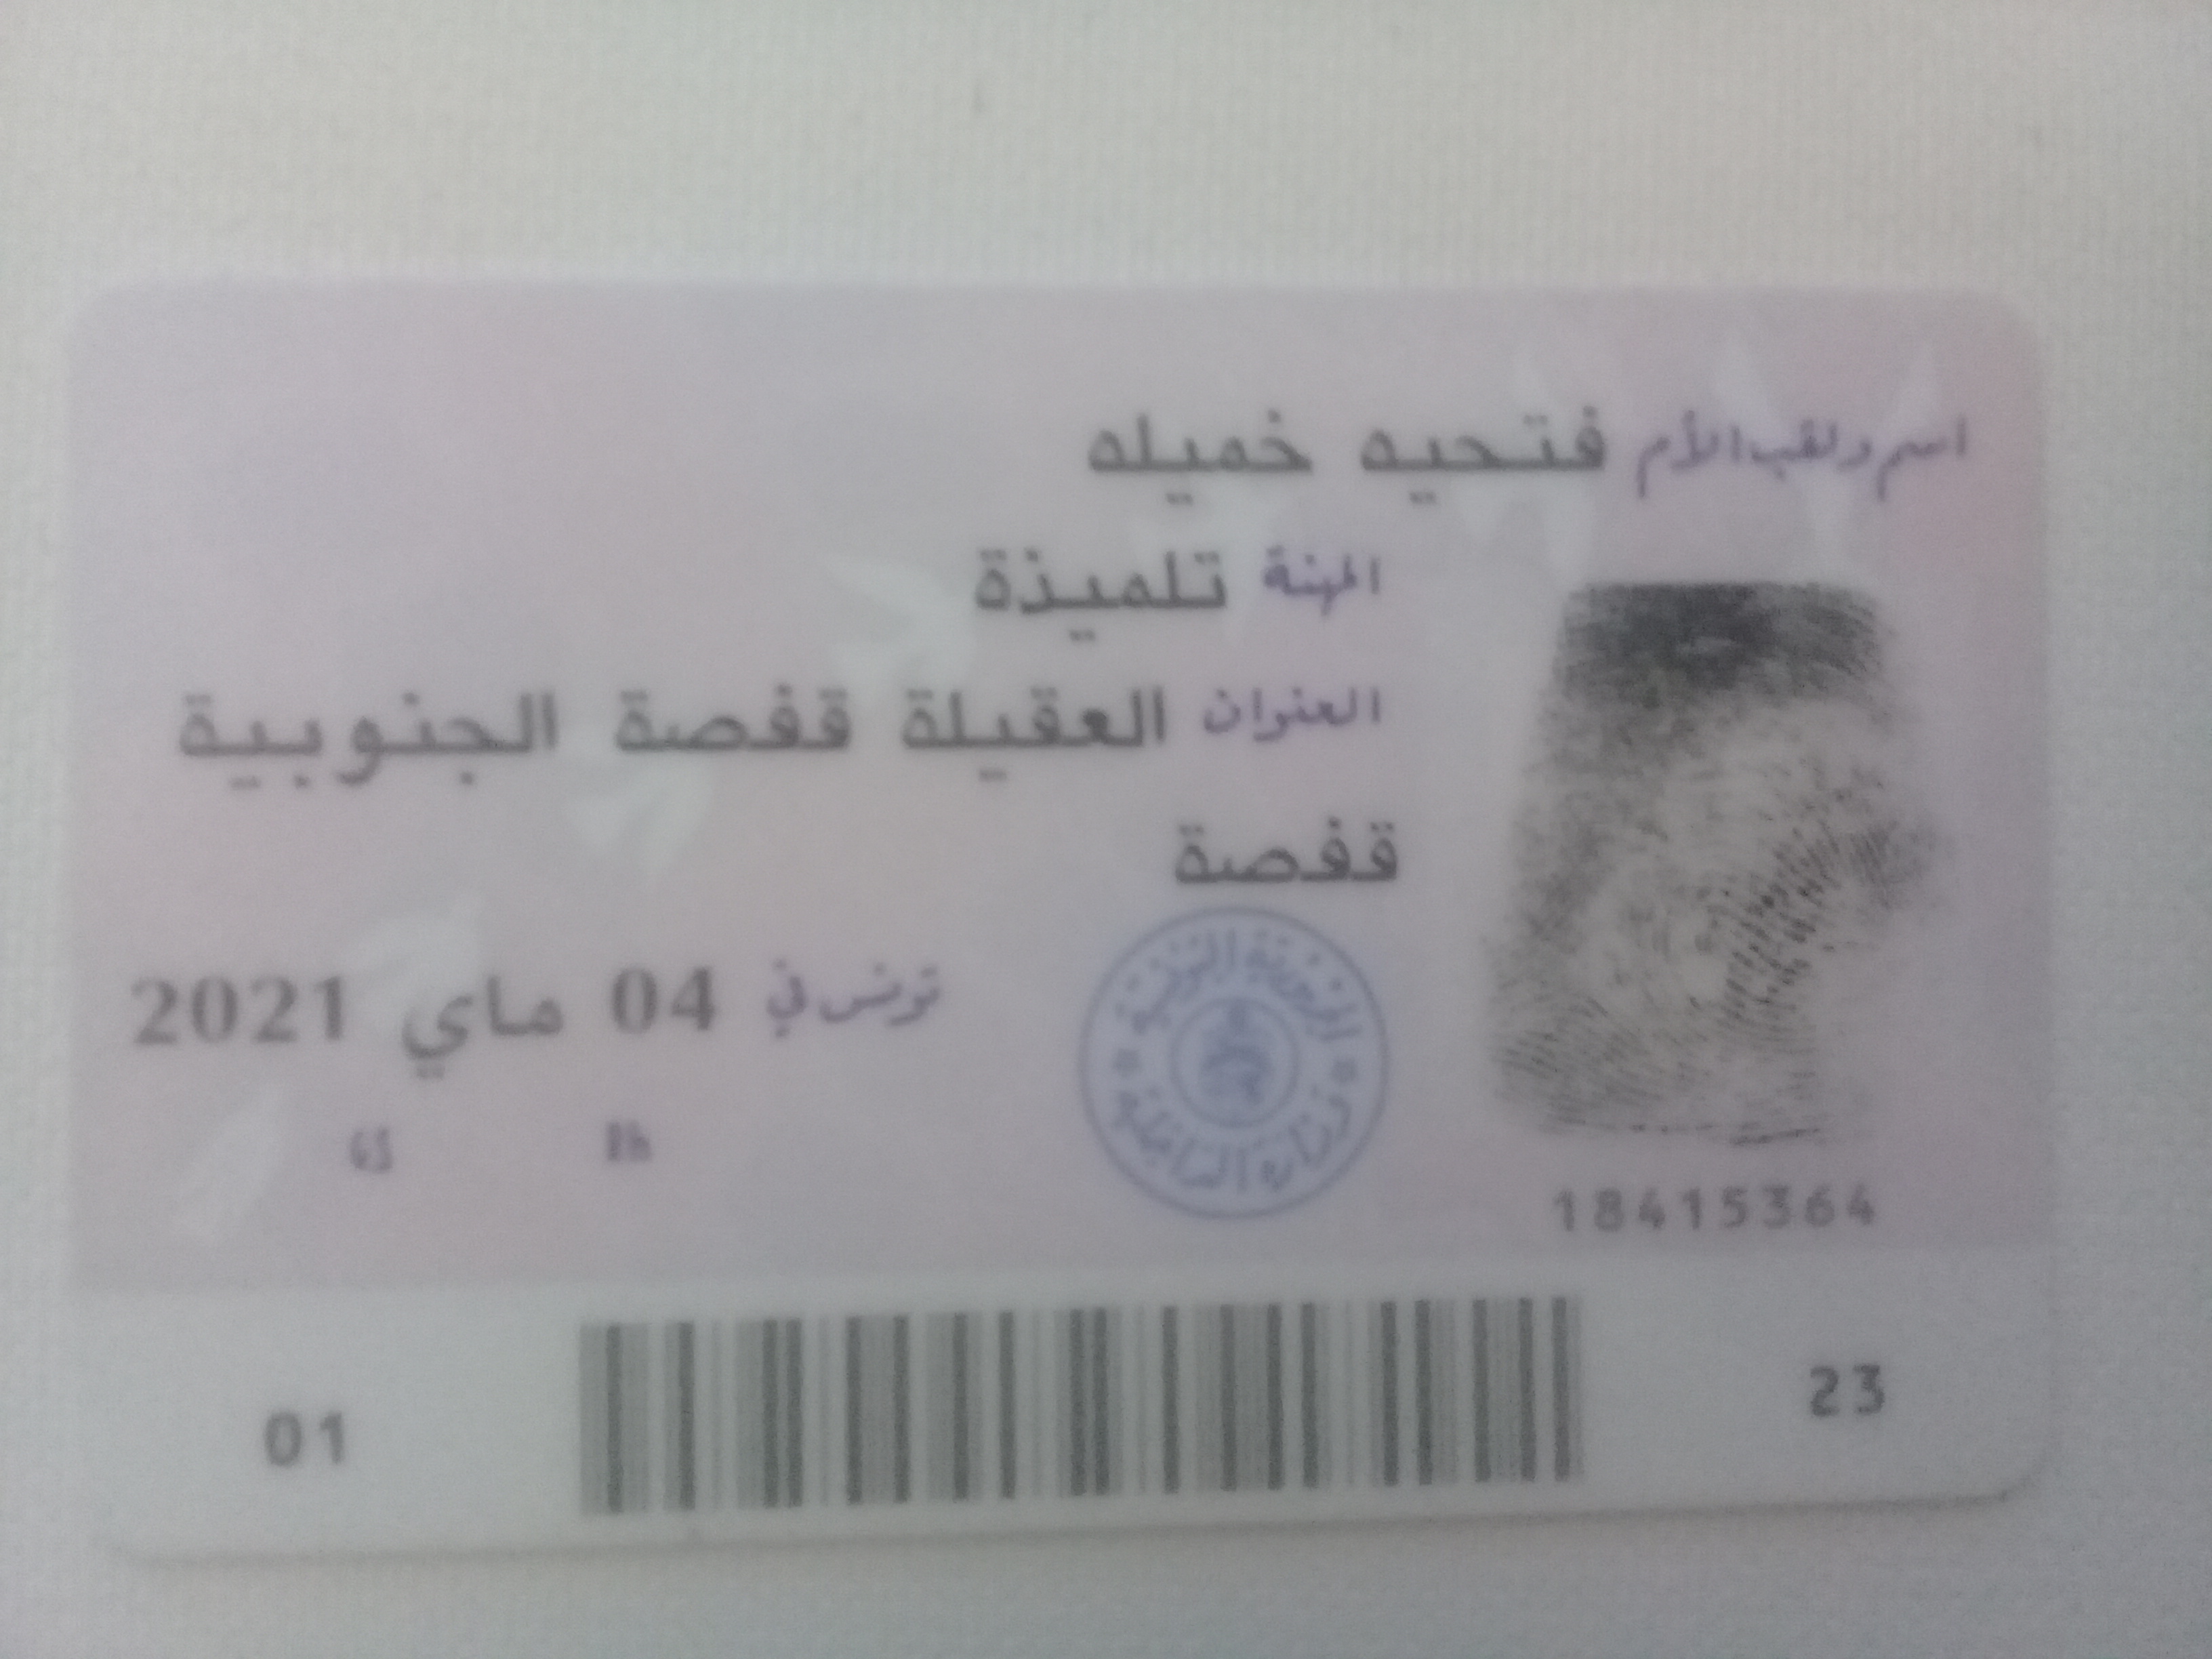 اسم ولقب الأم فتحيه خميله
المهنة تلميذة
العنوان العقيلة قفصة الجنوبية
قفصة
تونس في 04 ماي 2021
الجمهورية التونسية
وزارة الداخلية
18415364
01
23